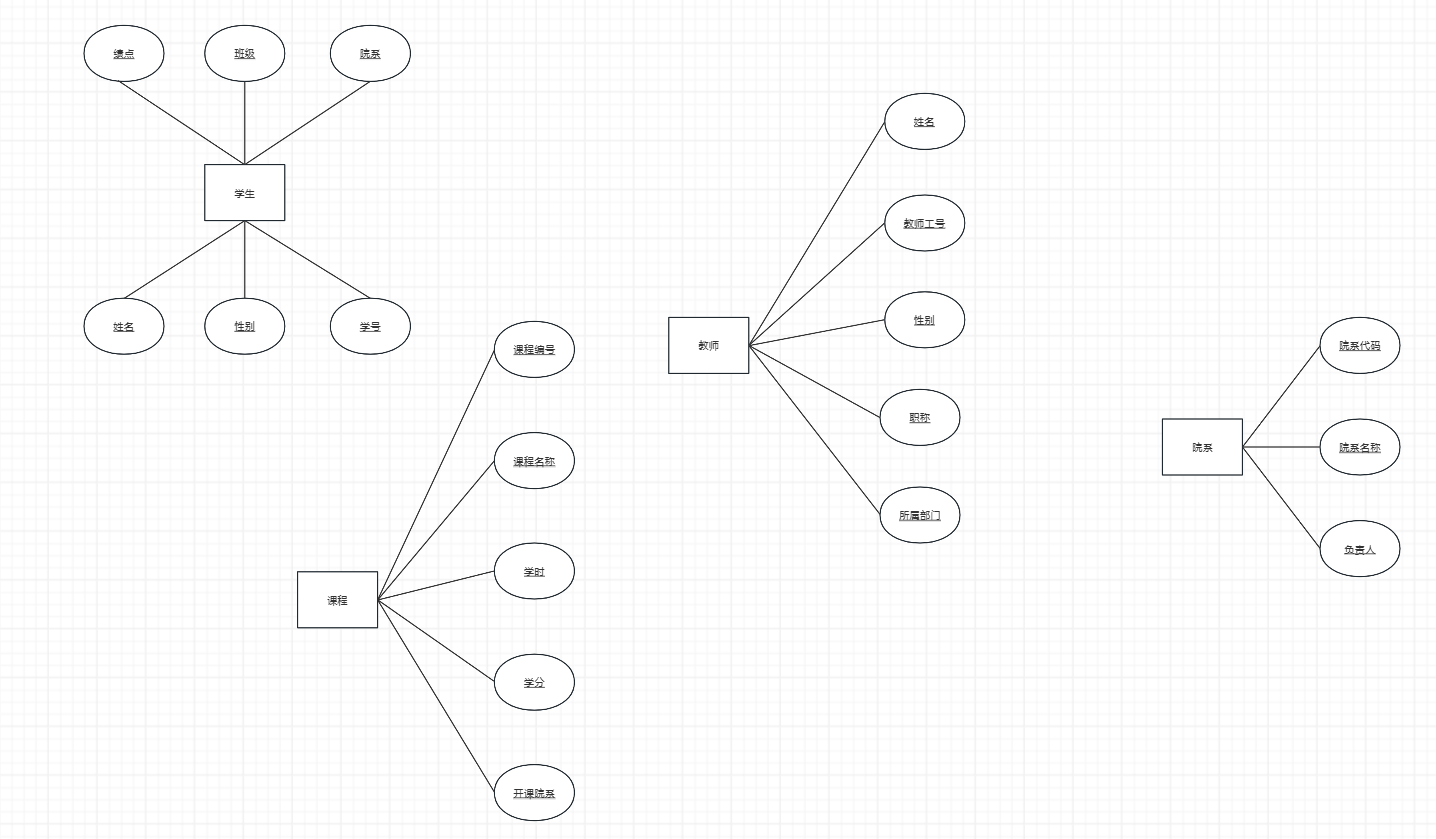 绩点
班级
院系
学生
姓名
性别
学号
课程编号
课程名称
学时
课程
学分
开课院系
姓名
教师工号
性别
教师
职称
所属部门
院系代码
院系
院系名称
负责人